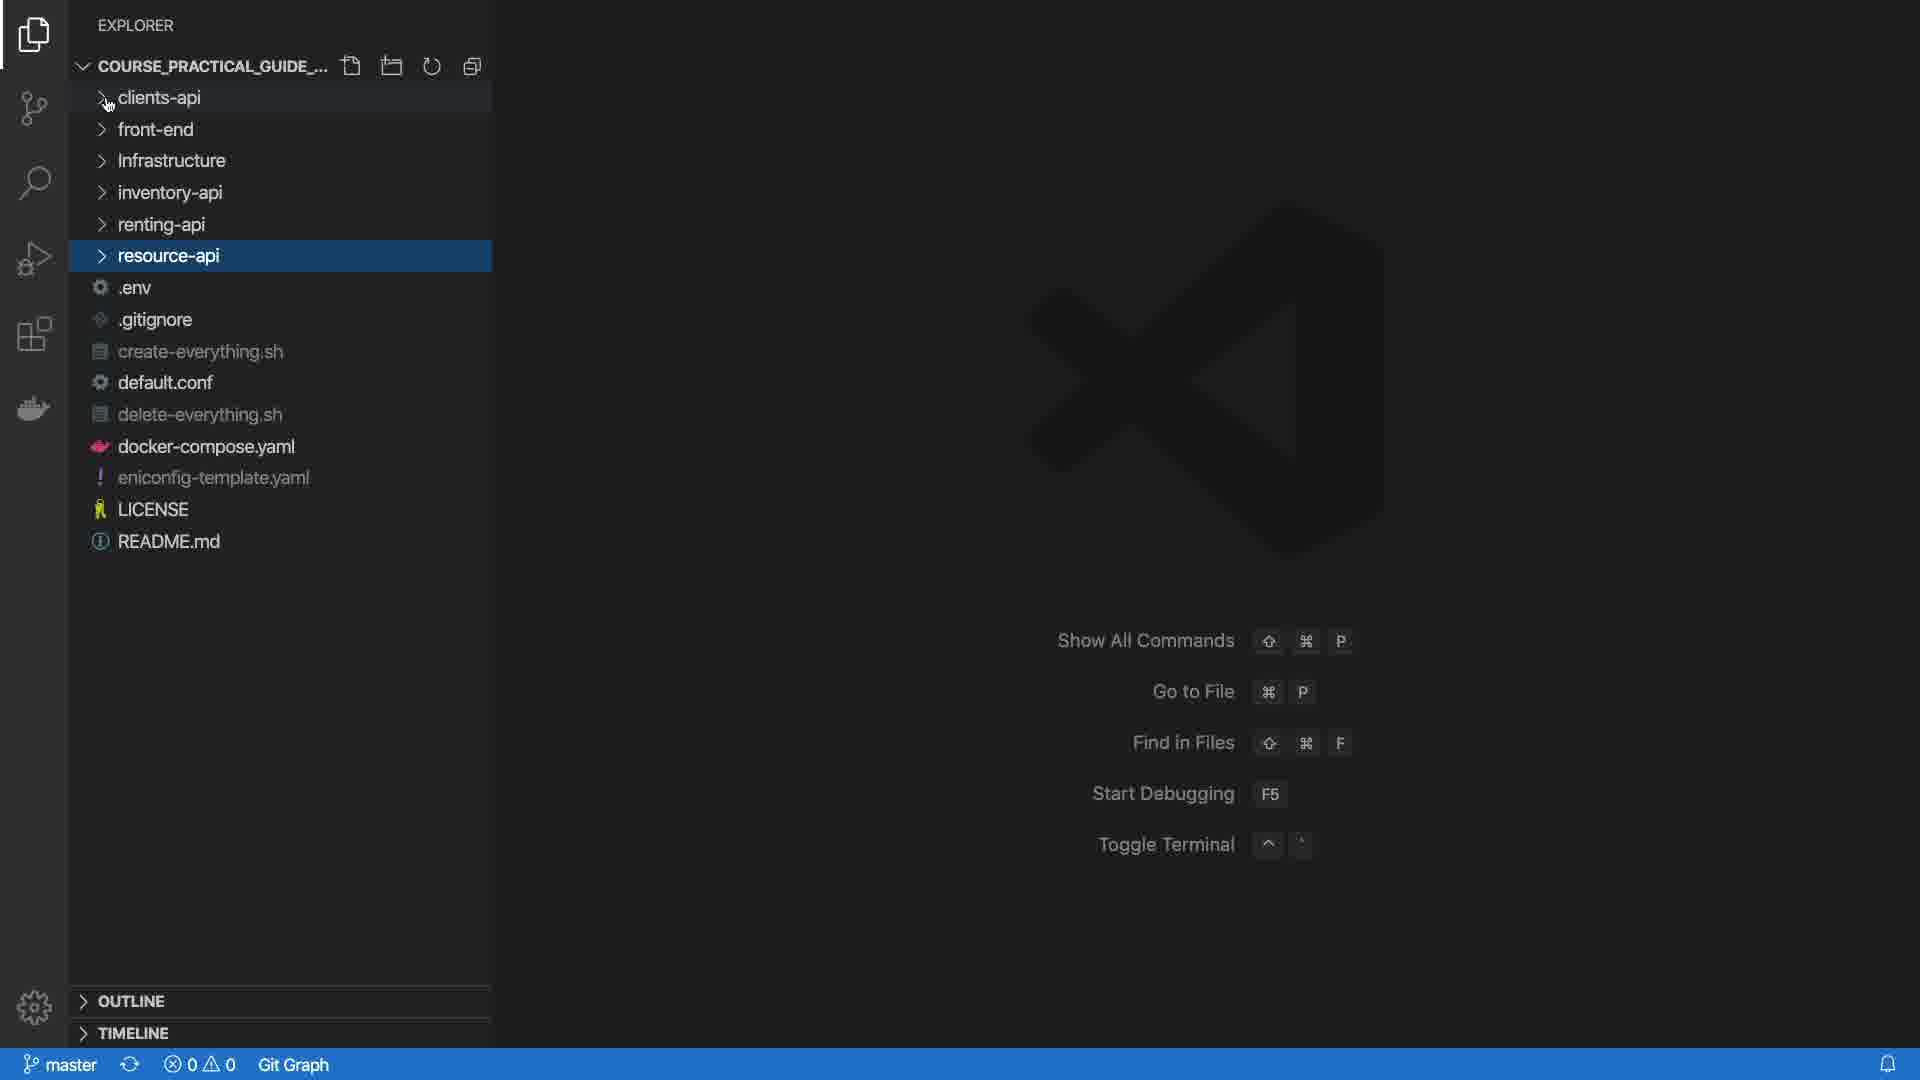 EXPLORER
COURSE_PRACTICAL_GUIDE_...
clients-api
front-end
Infrastructure
inventory-api
renting-api
resource-api
.env
.gitignore
create-everything.sh
default.conf
delete-everything.sh
docker-compose.yaml
! eniconfig-template.yaml
LICENSE
README.md
Show All Commands ⇧ ⌘ P
Go to File ⌘ P
Find in Files ⇧ ⌘ F
Start Debugging F5
Toggle Terminal ^ `
OUTLINE
TIMELINE
master 0 0 Git Graph